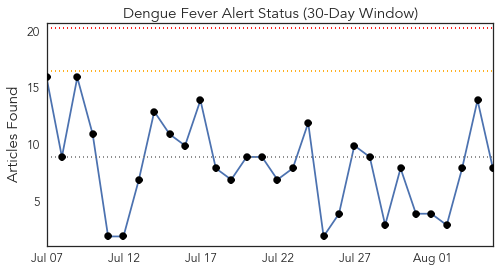 Dengue Fever Alert Status (30-Day Window)
20
15
10
5
Articles Found
Jul 07 Jul 12 Jul 17 Jul 22 Jul 27 Aug 01